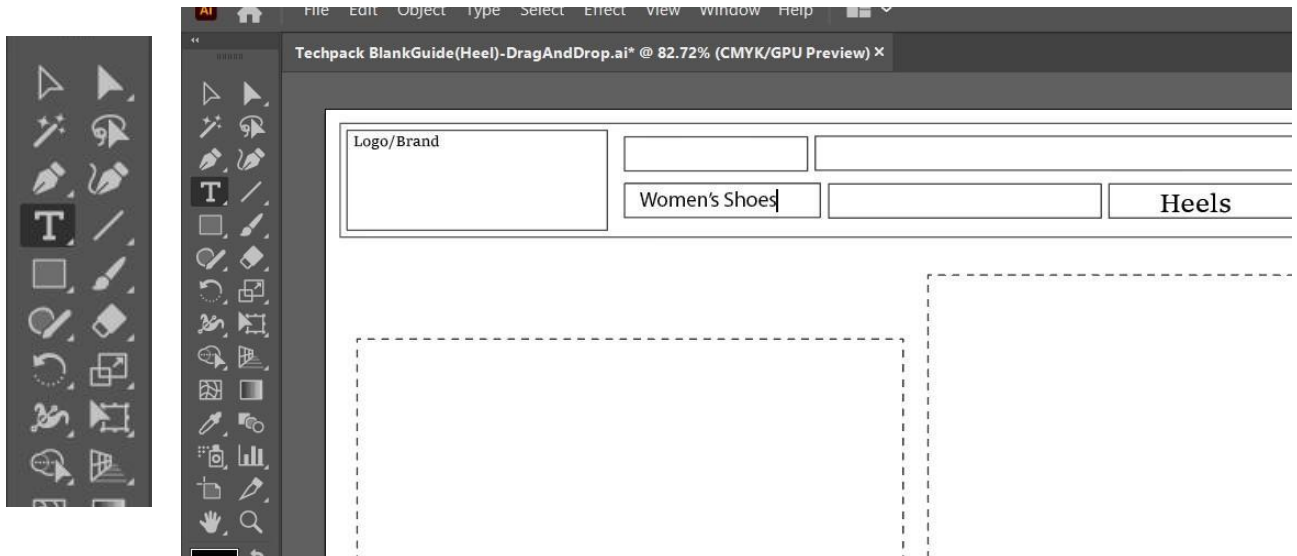 Ai File Edit Object Type Select Effect View Window Help
Techpack BlankGuide(Heel)-DragAndDrop.ai* @ 82.72% (CMYK/GPU Preview) ×
Logo/Brand
Women's Shoes Heels